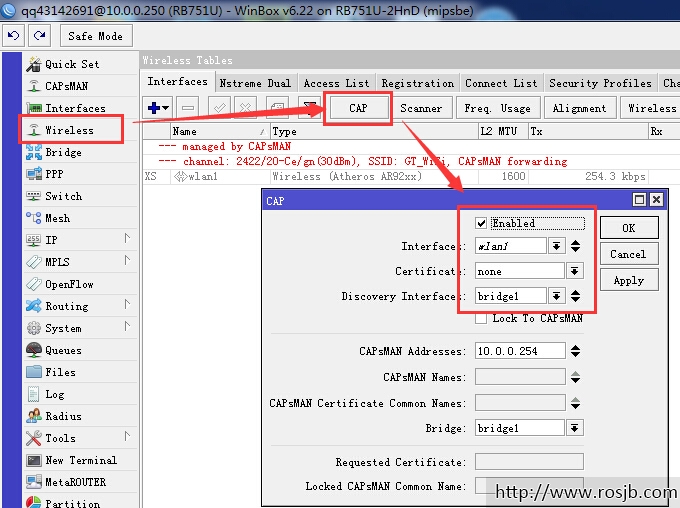 qq43142691@10.0.0.250 (RB751U) - WinBox v6.22 on RB751U-2HnD (mipsbe)
Safe Mode
Quick Set
CAPsMAN
Interfaces
Wireless
Bridge
PPP
Switch
Mesh
IP
MPLS
OpenFlow
Routing
System
Queues
Files
Log
Radius
Tools
New Terminal
MetaROUTER
Partition
Wireless Tables
Interfaces Nstreme Dual Access List Registration Connect List Security Profiles Cha
CAP Scanner Freq. Usage Alignment Wireless
Name Type L2 MTU Tx Rx
--- managed by CAPsMAN
--- channel: 2422/20-Ce/gn(30dBm), SSID: GT_WiFi, CAPsMAN forwarding
XS wlan1 Wireless (Atheros AR92xx) 1600 254.3 kbps
CAP
Enabled
Interfaces: wlan1
Certificate: none
Discovery Interfaces: bridge1
Lock To CAPsMAN
CAPsMAN Addresses: 10.0.0.254
CAPsMAN Names:
CAPsMAN Certificate Common Names:
Bridge: bridge1
Requested Certificate:
Locked CAPsMAN Common Name:
OK
Cancel
Apply
http://www.rosjb.com